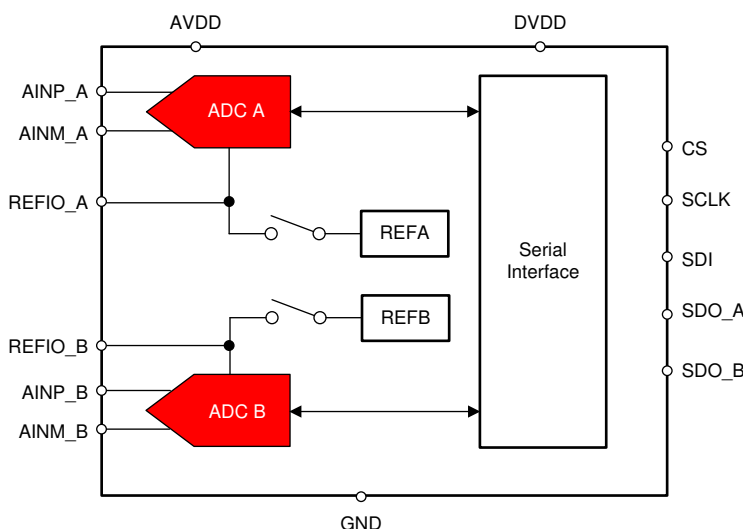 AVDD
DVDD
AINP_A
ADC A
AINM_A
CS
REFIO_A
SCLK
REFA
Serial
Interface
SDI
REFB
SDO_A
REFIO_B
SDO_B
AINP_B
ADC B
AINM_B
GND